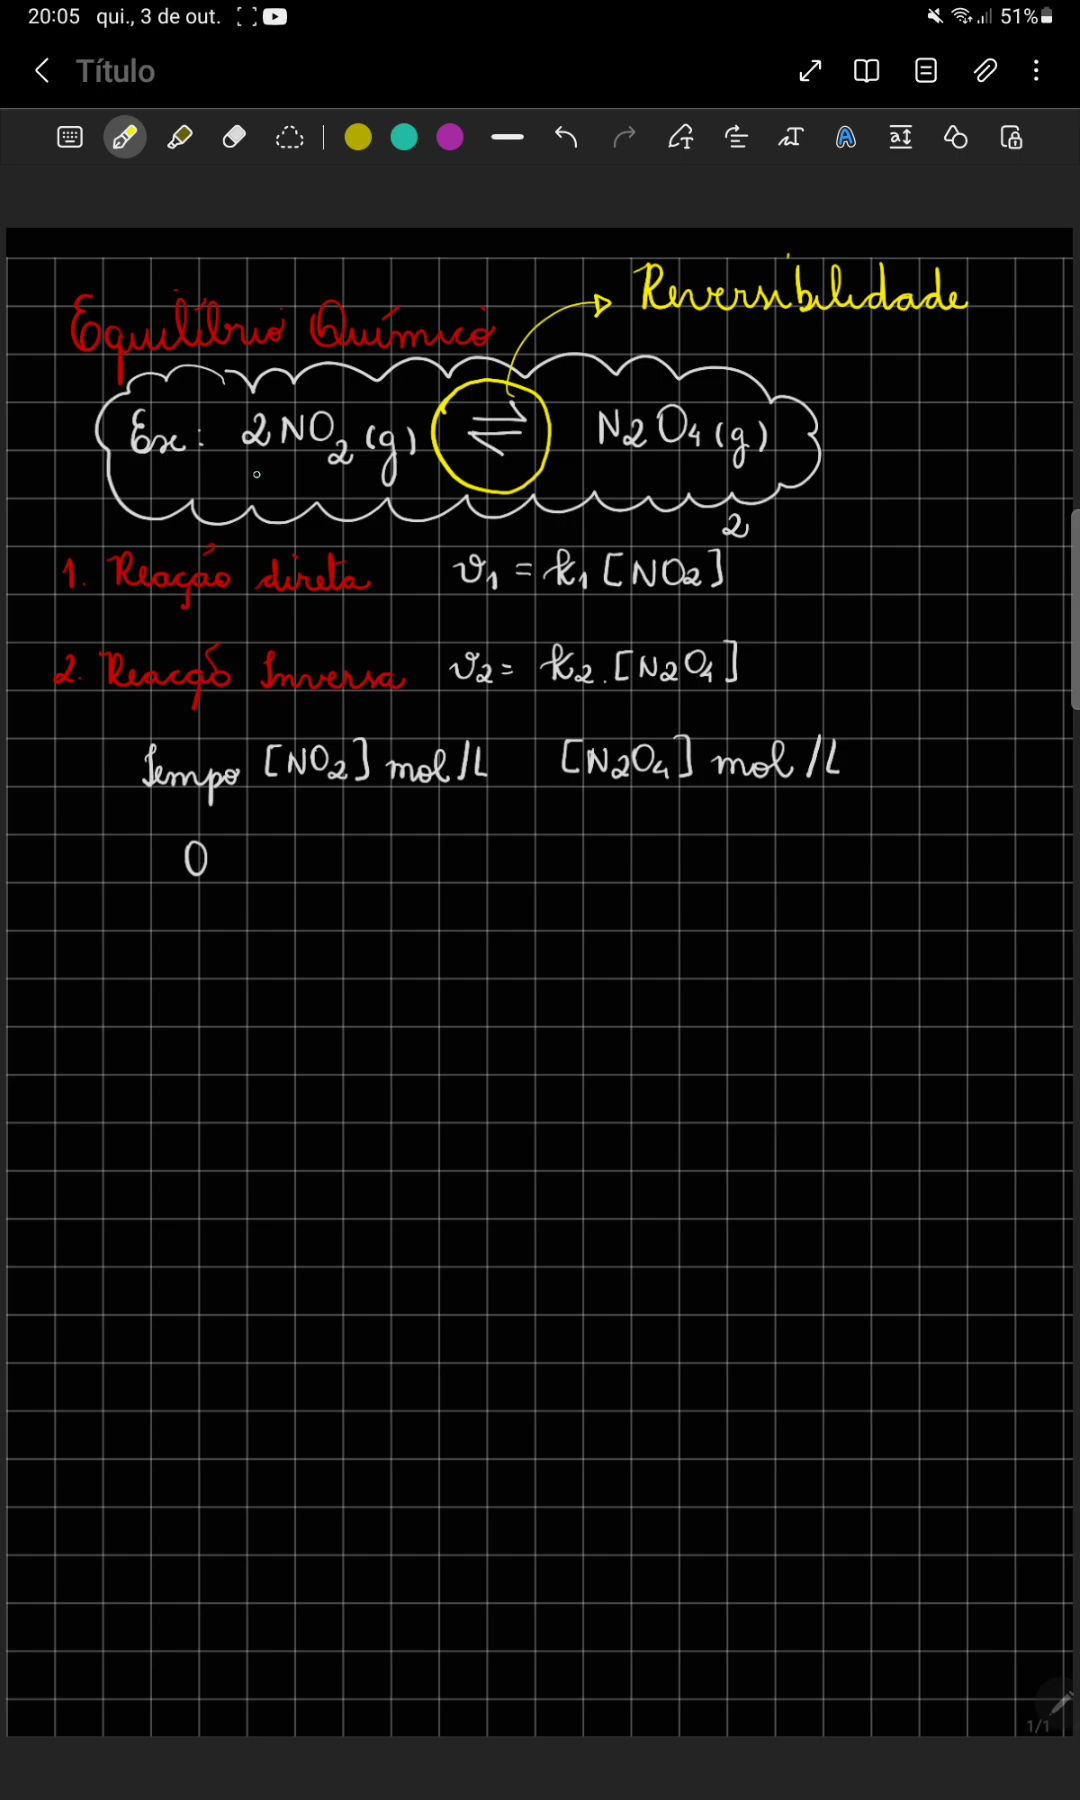 20:05 qui., 3 de out. 51%
Título
Reversibilidade
Equilíbrio Químico
Ex: 2NO2(g) ⇌ N2O4(g)
1. Reação direta v1 = k1 [NO2]²
2. Reacção Inversa v2 = k2 . [N2O4]
Tempo [NO2] mol/L [N2O4] mol/L
0
1/1